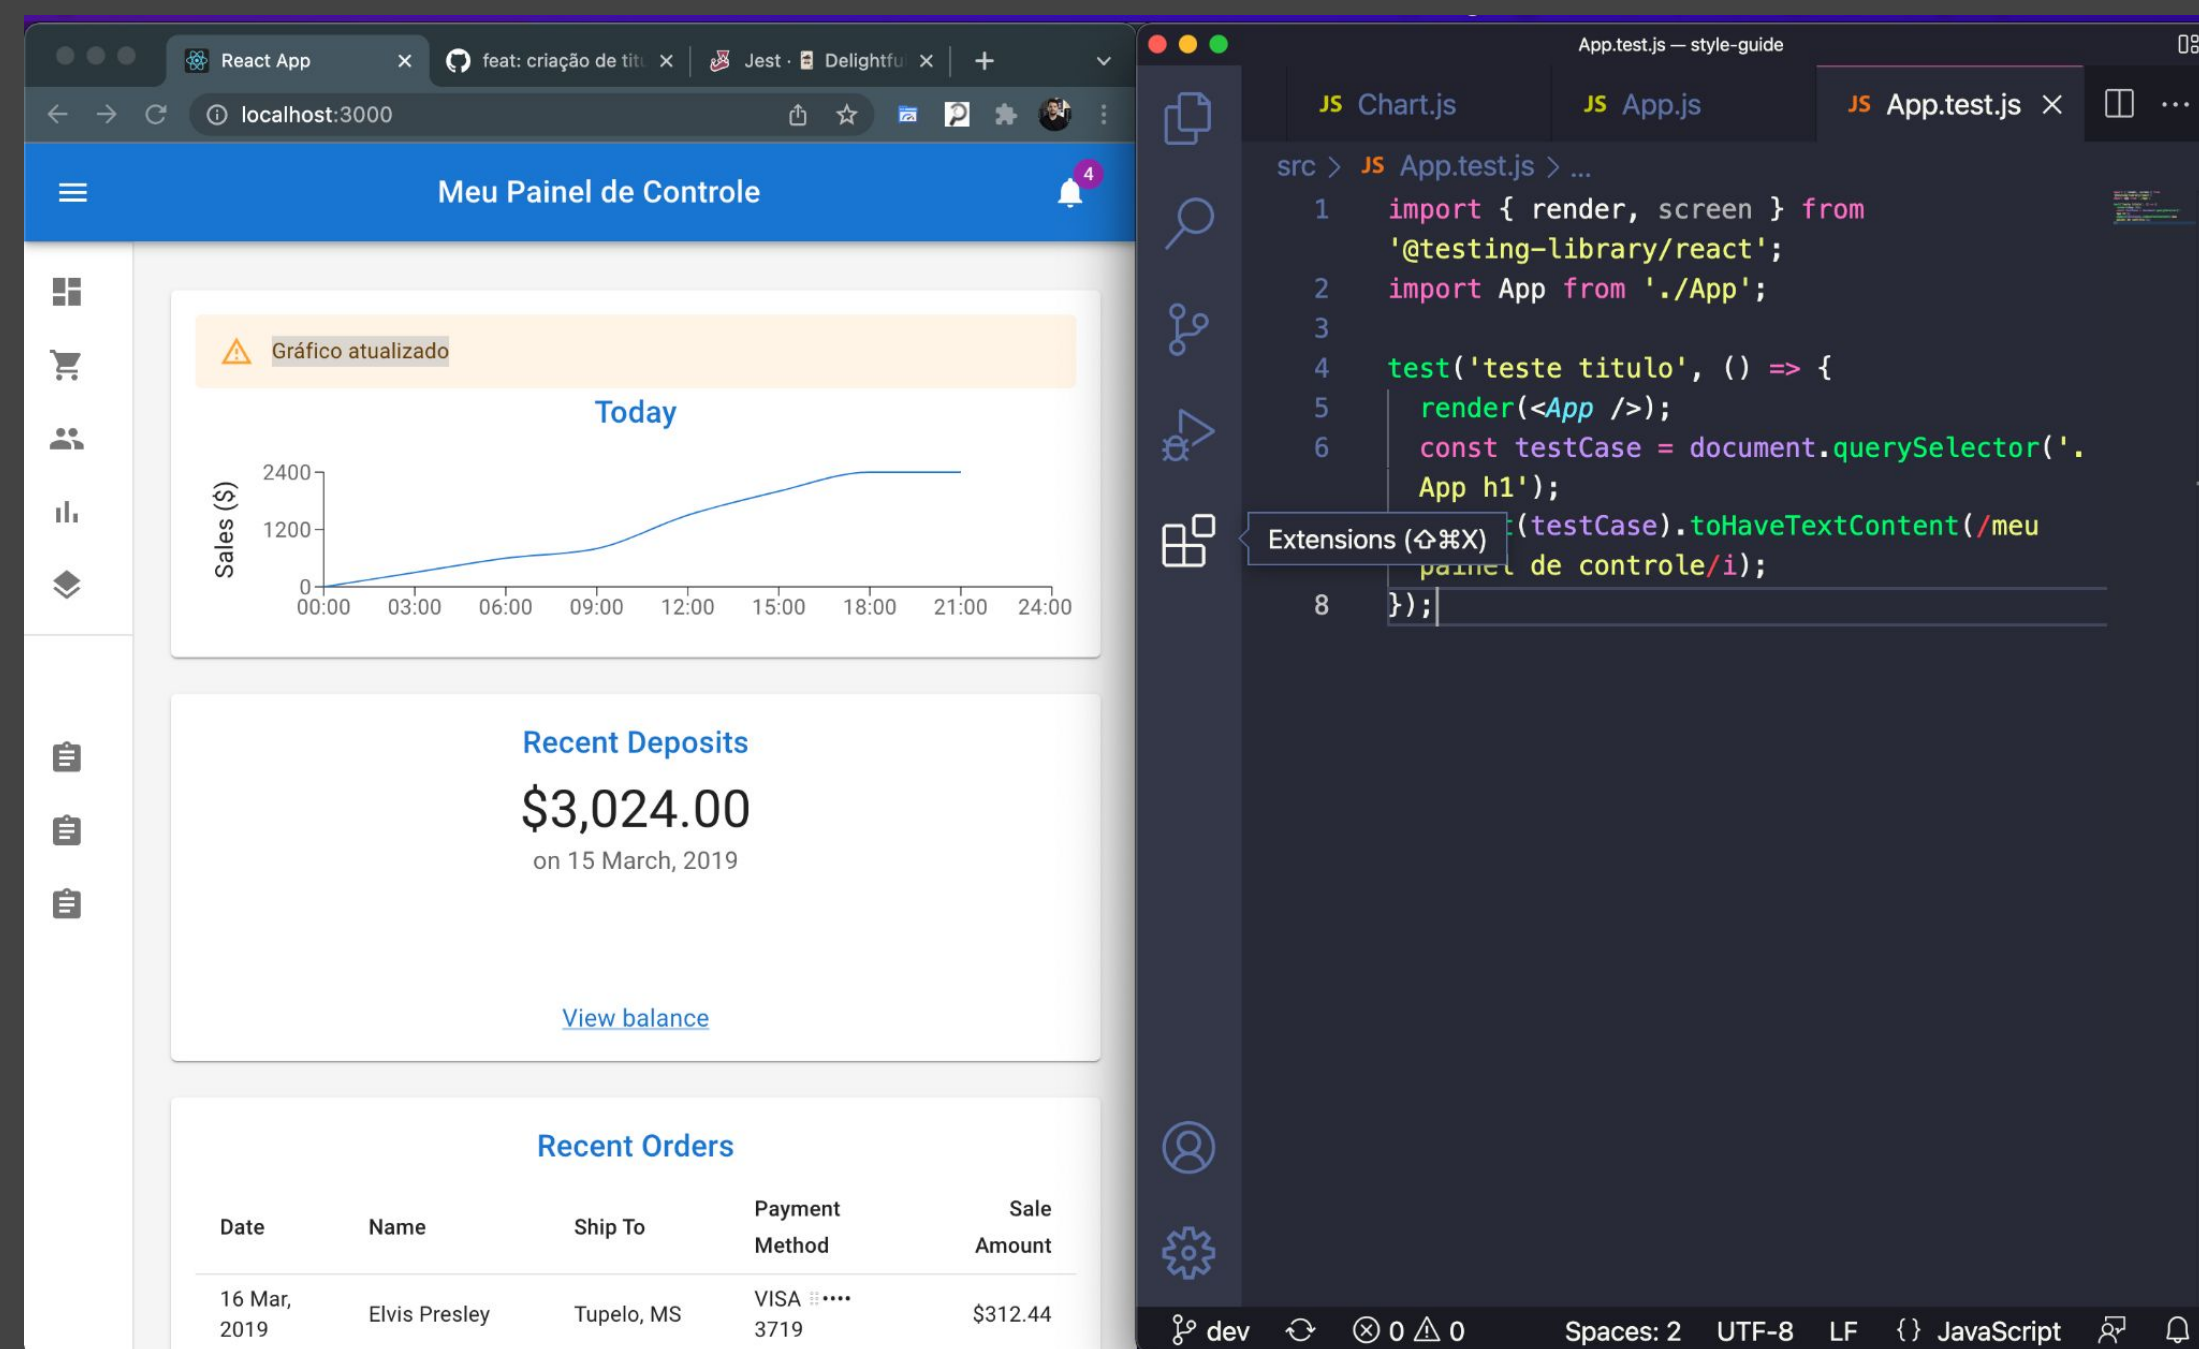 React App
feat: criação de titu
Jest · Delightfu
localhost:3000
Meu Painel de Controle
4
Gráfico atualizado
Today
Sales ($)
2400
1200
0
00:00 03:00 06:00 09:00 12:00 15:00 18:00 21:00 24:00
Recent Deposits
$3,024.00
on 15 March, 2019
View balance
Recent Orders
Date Name Ship To Payment Method Sale Amount
16 Mar, 2019 Elvis Presley Tupelo, MS VISA •••• 3719 $312.44
App.test.js — style-guide
JS Chart.js JS App.js JS App.test.js
src > JS App.test.js > ...
1 import { render, screen } from
'@testing-library/react';
2 import App from './App';
3
4 test('teste titulo', () => {
5 render(<App />);
6 const testCase = document.querySelector('.
App h1');
Extensions (⇧⌘X)
(testCase).toHaveTextContent(/meu
painel de controle/i);
8 });
dev 0 0 Spaces: 2 UTF-8 LF {} JavaScript